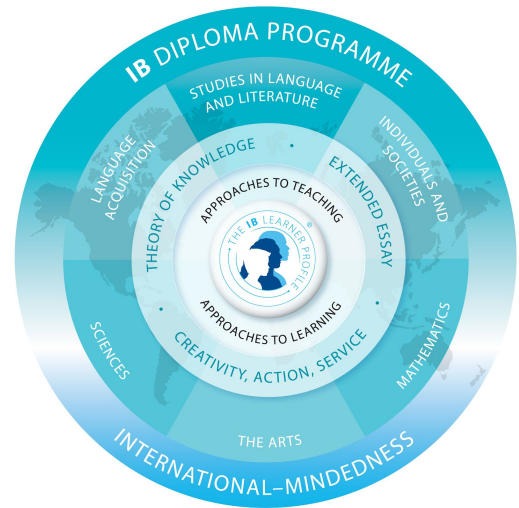 IB DIPLOMA PROGRAMME
STUDIES IN LANGUAGE
AND LITERATURE
LANGUAGE
ACQUISITION
INDIVIDUALS AND
SOCIETIES
THEORY OF KNOWLEDGE
EXTENDED ESSAY
APPROACHES TO TEACHING
THE IB LEARNER PROFILE
®
APPROACHES TO LEARNING
CREATIVITY, ACTION, SERVICE
SCIENCES
MATHEMATICS
THE ARTS
INTERNATIONAL–MINDEDNESS